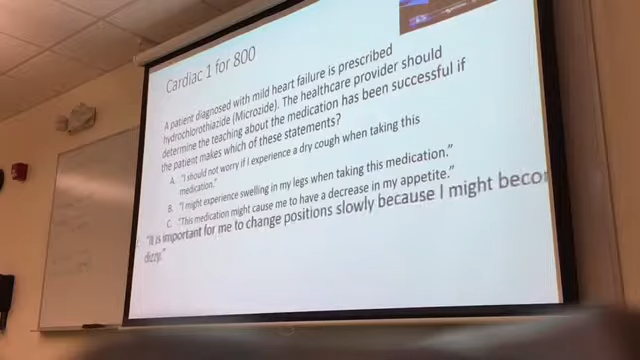 Cardiac 1 for 800
A patient diagnosed with mild heart failure is prescribed
hydrochlorothiazide (Microzide). The healthcare provider should
determine the teaching about the medication has been successful if
the patient makes which of these statements?
A. "I should not worry if I experience a dry cough when taking this
medication."
B. "I might experience swelling in my legs when taking this medication."
C. "This medication might cause me to have a decrease in my appetite."
"It is important for me to change positions slowly because I might becom
dizzy."